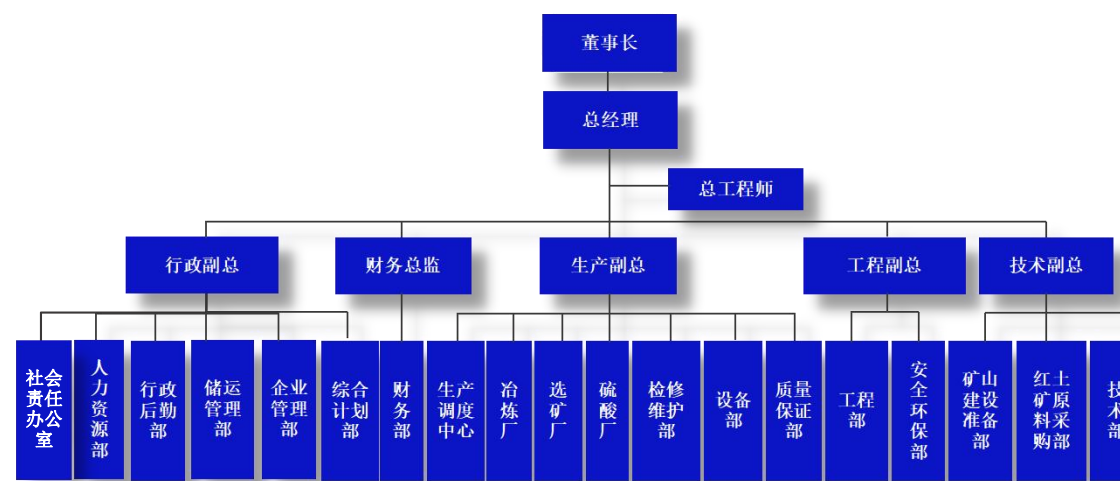 董事长
总经理
总工程师
行政副总
财务总监
生产副总
工程副总
技术副总
社会
责任
办公
室
人
力
资
源
部
行政
后勤
部
储运
管理
部
企业
管理
部
综合
计划
部
财
务
部
生产
调度
中心
冶
炼
厂
选
矿
厂
硫
酸
厂
检修
维护
部
设备
部
质量
保证
部
工程
部
安
全
环
保
部
矿山
建设
准备
部
红土
矿原
料采
购部
技
术
部